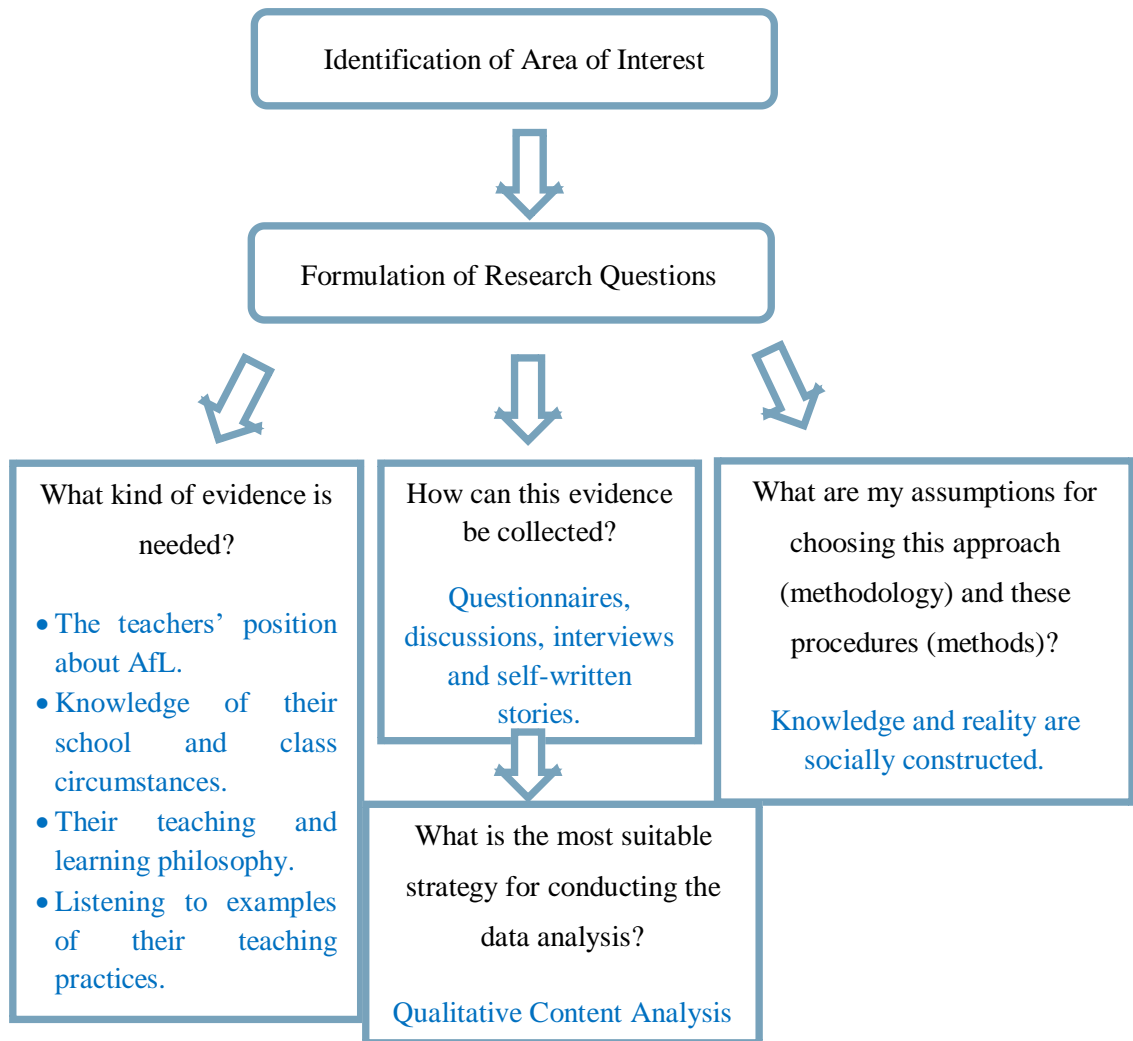 Identification of Area of Interest
Formulation of Research Questions
What kind of evidence is
needed?
• The teachers’ position
about AfL.
• Knowledge of their
school and class
circumstances.
• Their teaching and
learning philosophy.
• Listening to examples
of their teaching
practices.
How can this evidence
be collected?
Questionnaires,
discussions, interviews
and self-written
stories.
What is the most suitable
strategy for conducting the
data analysis?
Qualitative Content Analysis
What are my assumptions for
choosing this approach
(methodology) and these
procedures (methods)?
Knowledge and reality are
socially constructed.